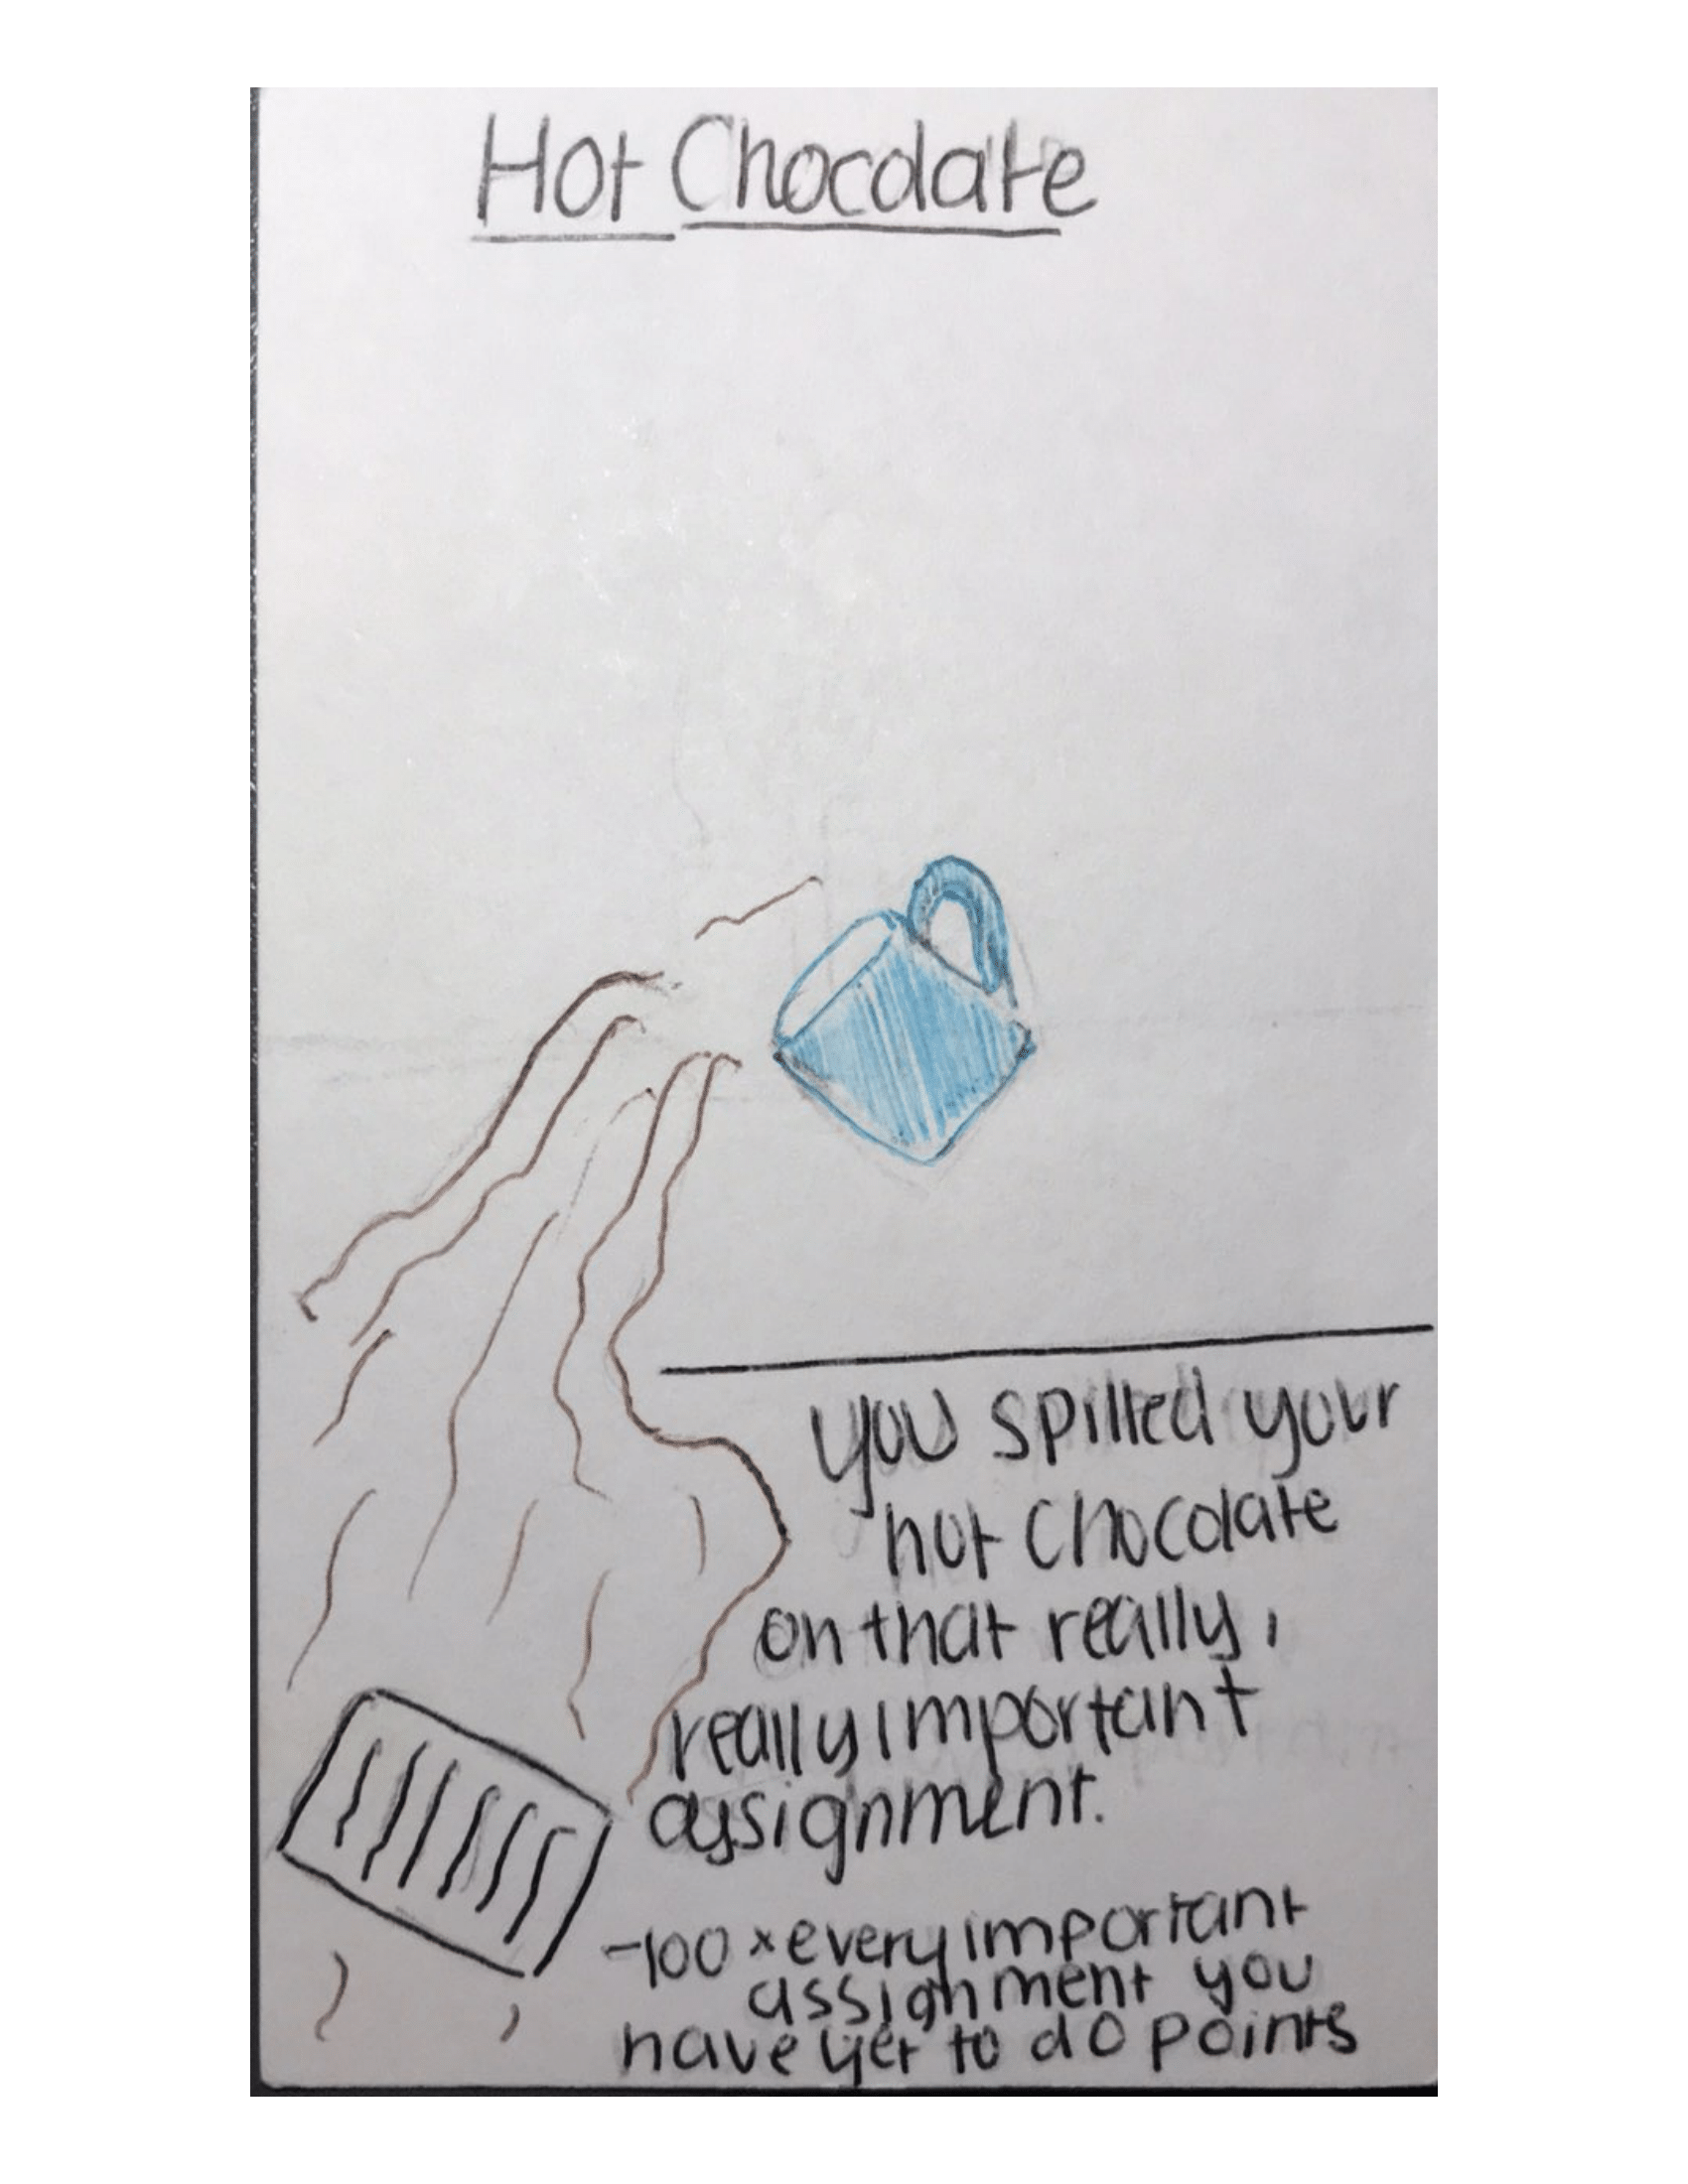 Hot Chocolate
you spilled your
hot chocolate
on that really,
really important
assignment.
-100 × every important
assignment you
have yet to do points